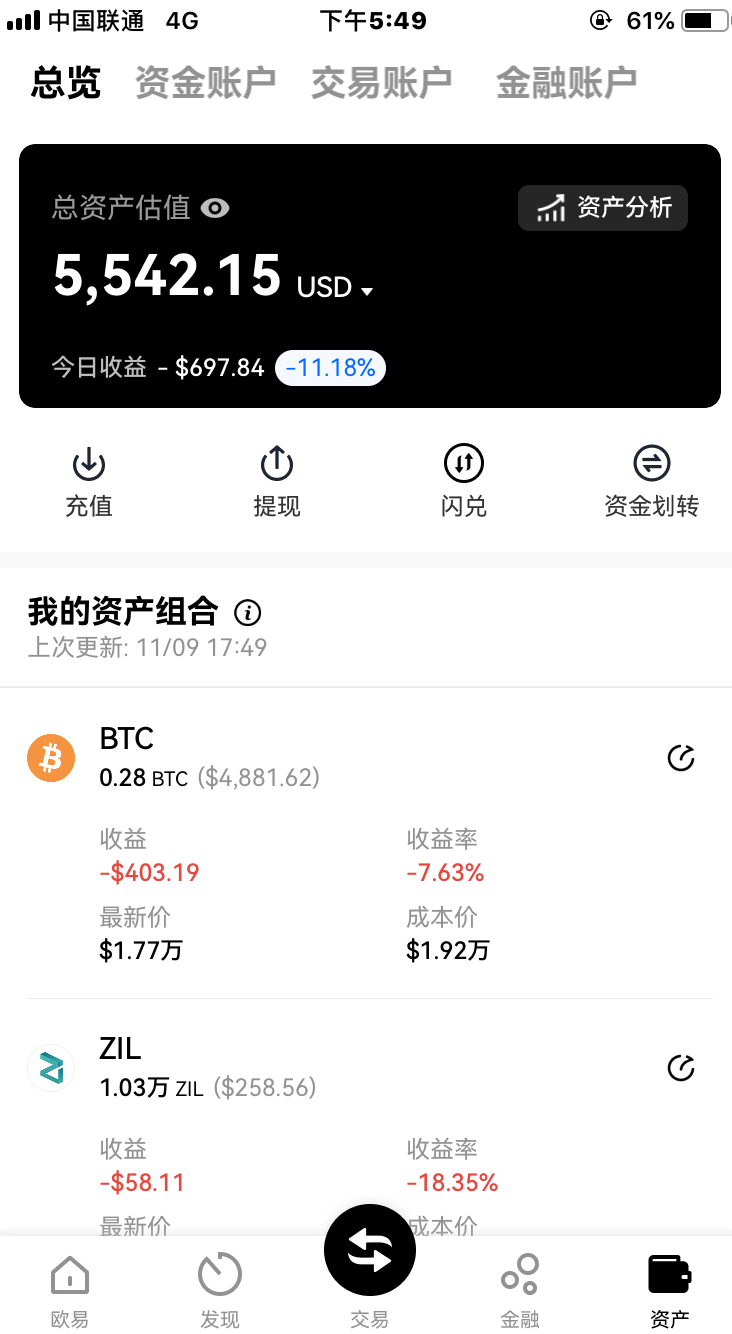 中国联通 4G 下午5:49 61%
总览 资金账户 交易账户 金融账户
总资产估值 资产分析
5,542.15 USD
今日收益 - $697.84 -11.18%
充值 提现 闪兑 资金划转
我的资产组合
上次更新: 11/09 17:49
BTC
0.28 BTC ($4,881.62)
收益 收益率
-$403.19 -7.63%
最新价 成本价
$1.77万 $1.92万
ZIL
1.03万 ZIL ($258.56)
收益 收益率
-$58.11 -18.35%
最新价 成本价
欧易 发现 交易 金融 资产